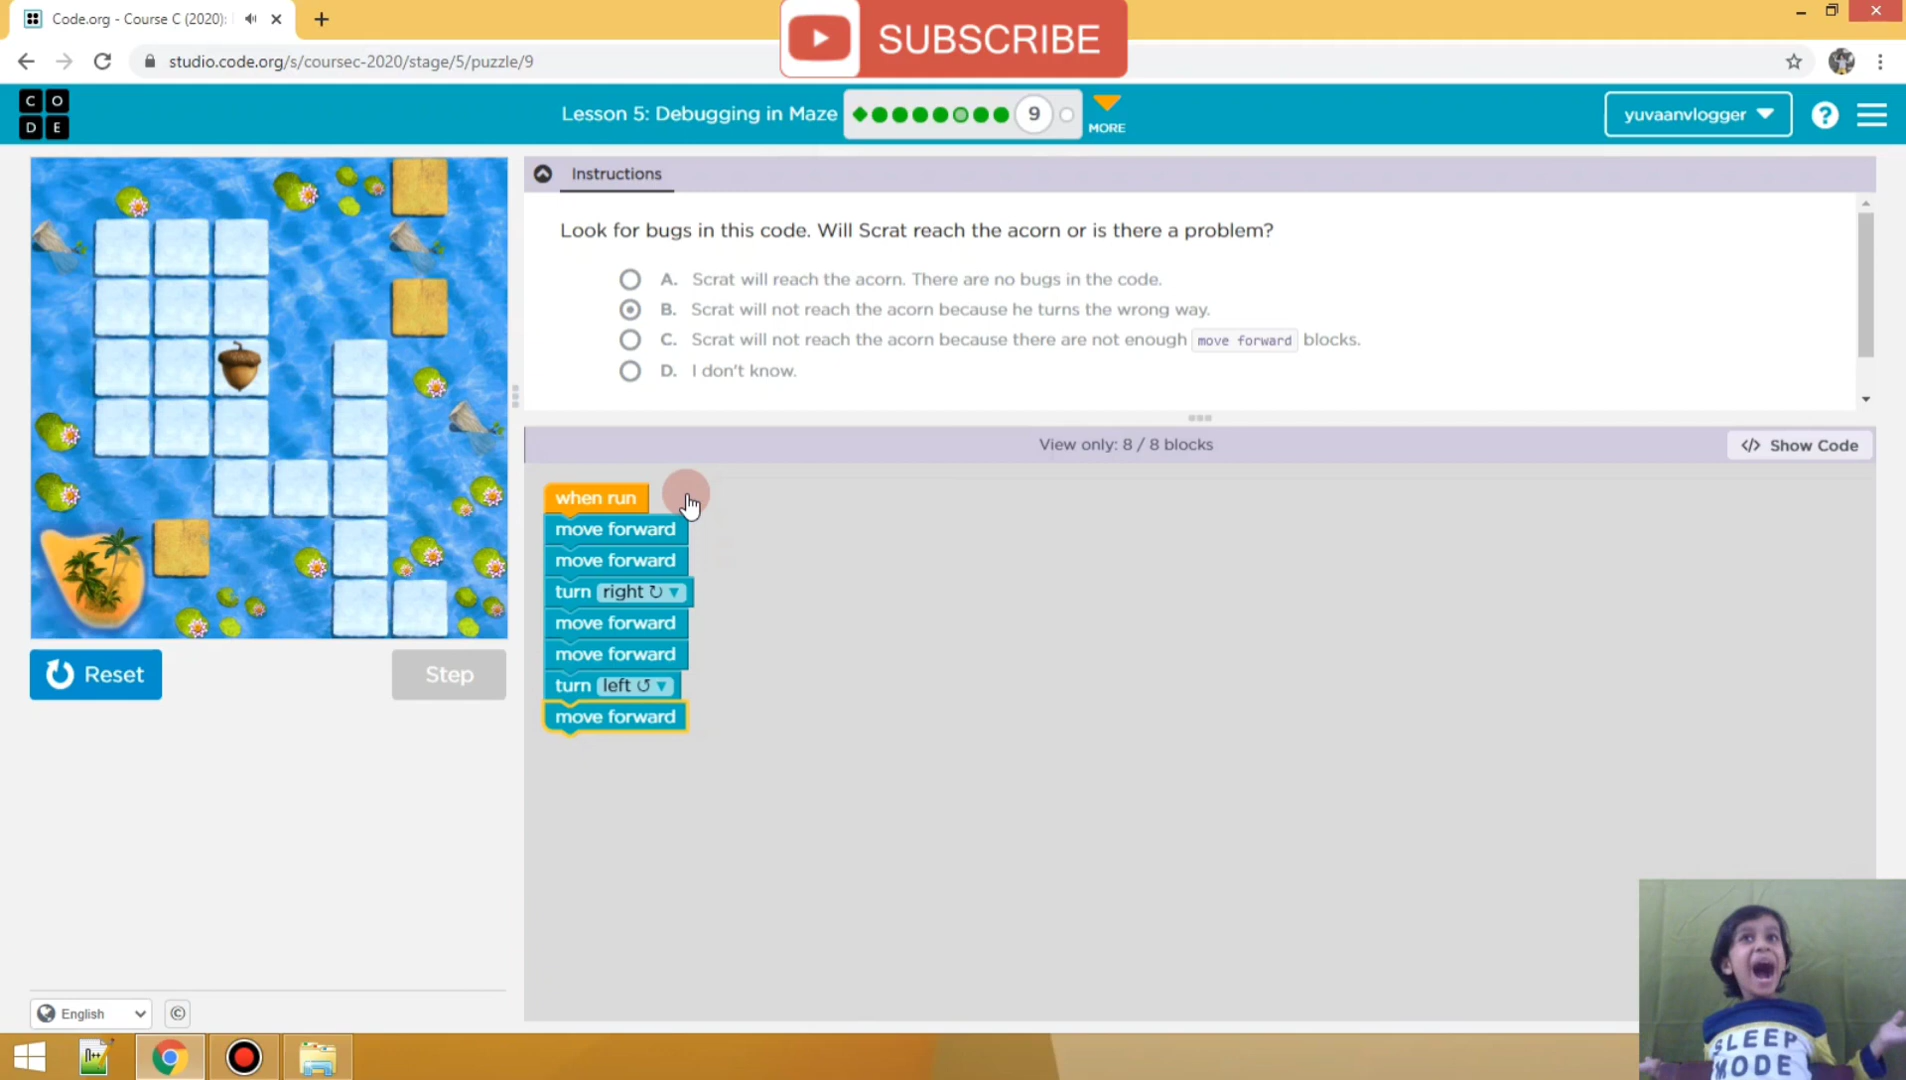 Code.org - Course C (2020):
SUBSCRIBE
studio.code.org/s/coursec-2020/stage/5/puzzle/9
C O
D E
Lesson 5: Debugging in Maze
9
MORE
yuvaanvlogger
?
Instructions
Look for bugs in this code. Will Scrat reach the acorn or is there a problem?
A. Scrat will reach the acorn. There are no bugs in the code.
B. Scrat will not reach the acorn because he turns the wrong way.
C. Scrat will not reach the acorn because there are not enough move forward blocks.
D. I don't know.
View only: 8 / 8 blocks
</> Show Code
when run
move forward
move forward
turn right ↻ ▾
move forward
move forward
turn left ↺ ▾
move forward
Reset
Step
English
©
SLEEP
MODE